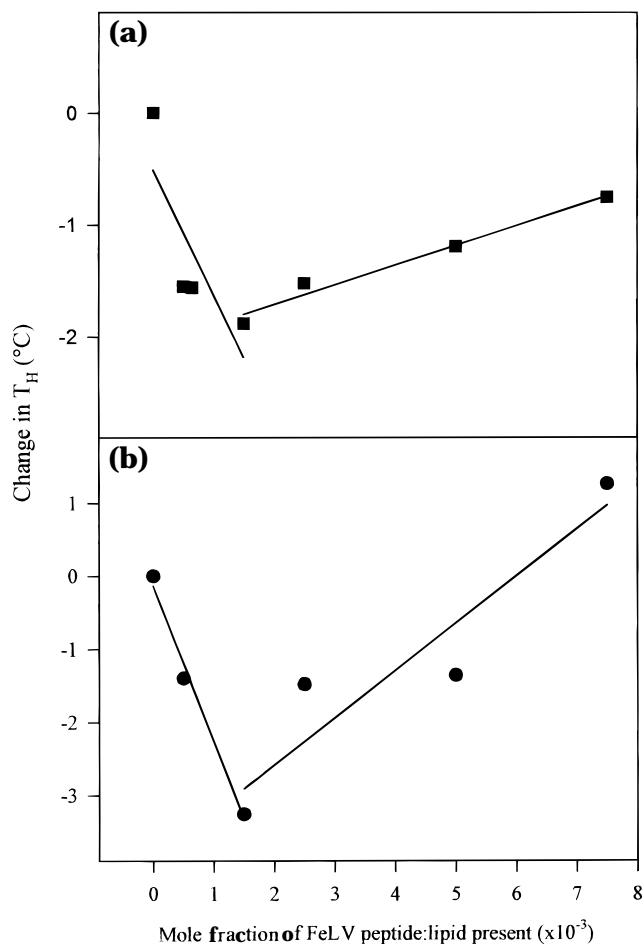 (a)
0
-1
-2
Change in T_H (°C)
(b)
1
0
-1
-2
-3
0 1 2 3 4 5 6 7 8
Mole fraction of FeLV peptide:lipid present (x10⁻³)